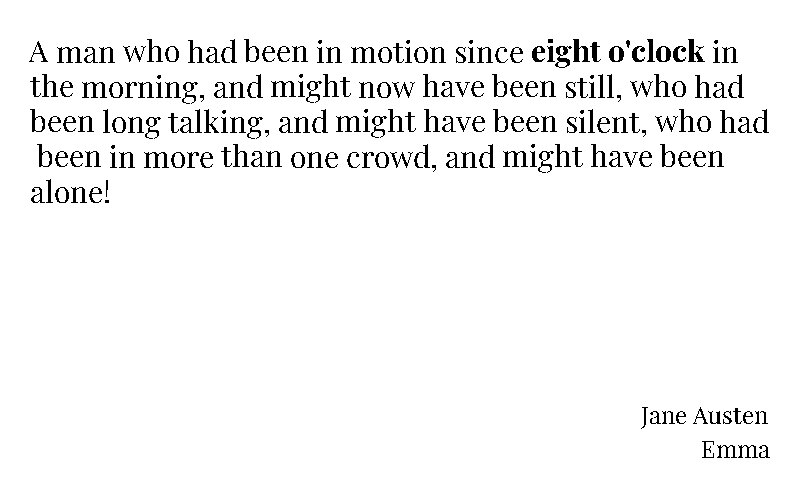 A man who had been in motion since eight o'clock in
the morning, and might now have been still, who had
been long talking, and might have been silent, who had
been in more than one crowd, and might have been
alone!
Jane Austen
Emma